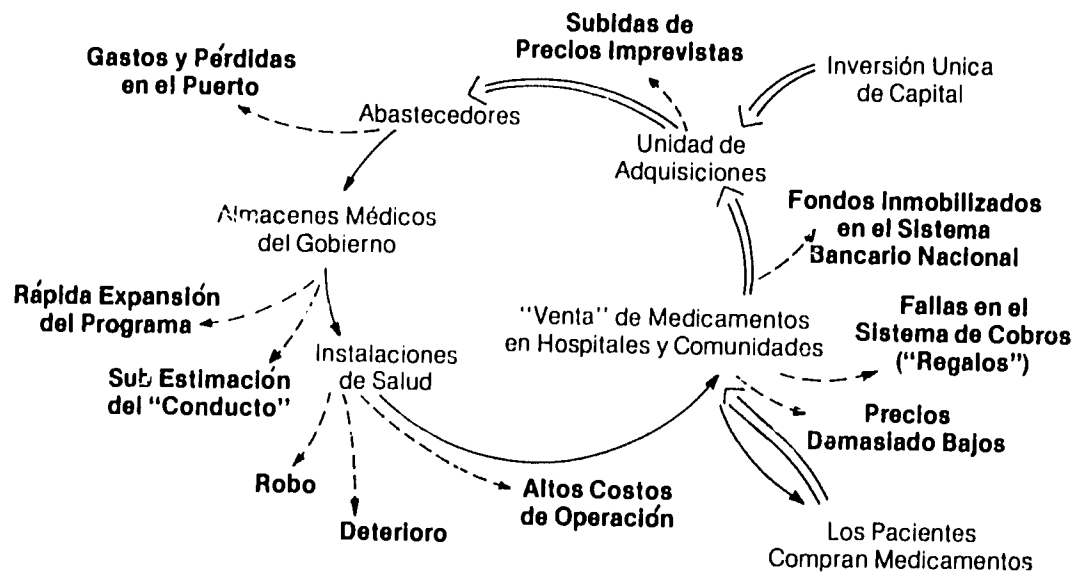 Subidas de
Precios Imprevistas
Gastos y Pérdidas
en el Puerto
Inversión Unica
de Capital
Abastecedores
Unidad de
Adquisiciones
Almacenes Médicos
del Gobierno
Fondos Inmobilizados
en el Sistema
Bancario Nacional
Rápida Expansión
del Programa
"Venta" de Medicamentos
en Hospitales y Comunidades
Fallas en el
Sistema de Cobros
("Regalos")
Instalaciones
de Salud
Sub Estimación
del "Conducto"
Precios
Demasiado Bajos
Robo
Altos Costos
de Operación
Deterioro
Los Pacientes
Compran Medicamentos